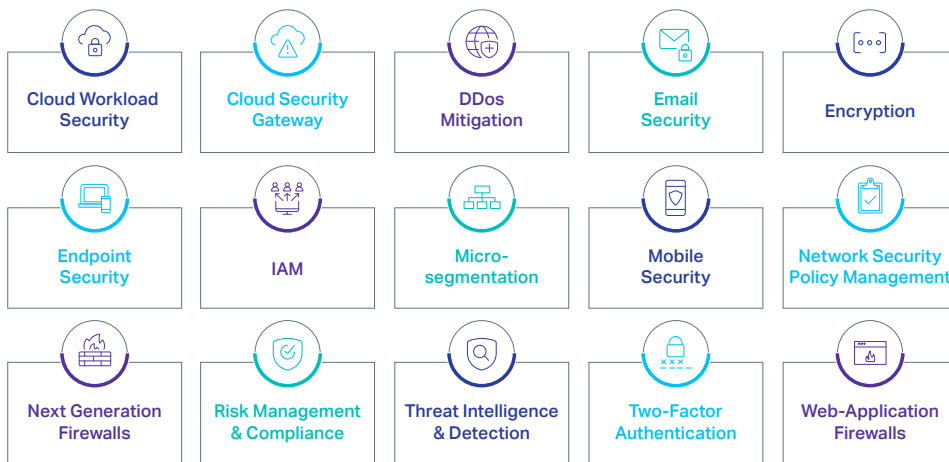 Cloud Workload
Security
Cloud Security
Gateway
DDos
Mitigation
Email
Security
Encryption
Endpoint
Security
IAM
Micro-
segmentation
Mobile
Security
Network Security
Policy Management
Next Generation
Firewalls
Risk Management
& Compliance
Threat Intelligence
& Detection
Two-Factor
Authentication
Web-Application
Firewalls